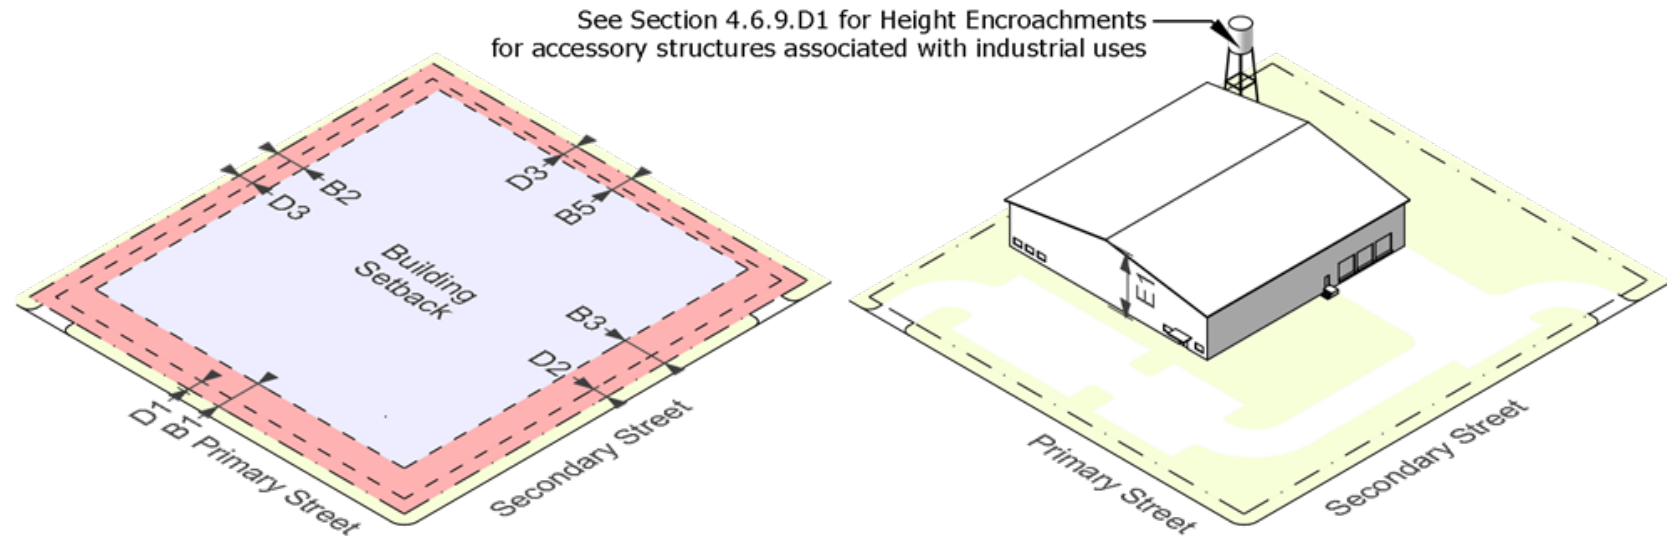 See Section 4.6.9.D1 for Height Encroachments
for accessory structures associated with industrial uses
D3
B2
D3
B5
Building
Setback
B3
D2
D1
B1
Primary Street
Secondary Street
E1
Primary Street
Secondary Street